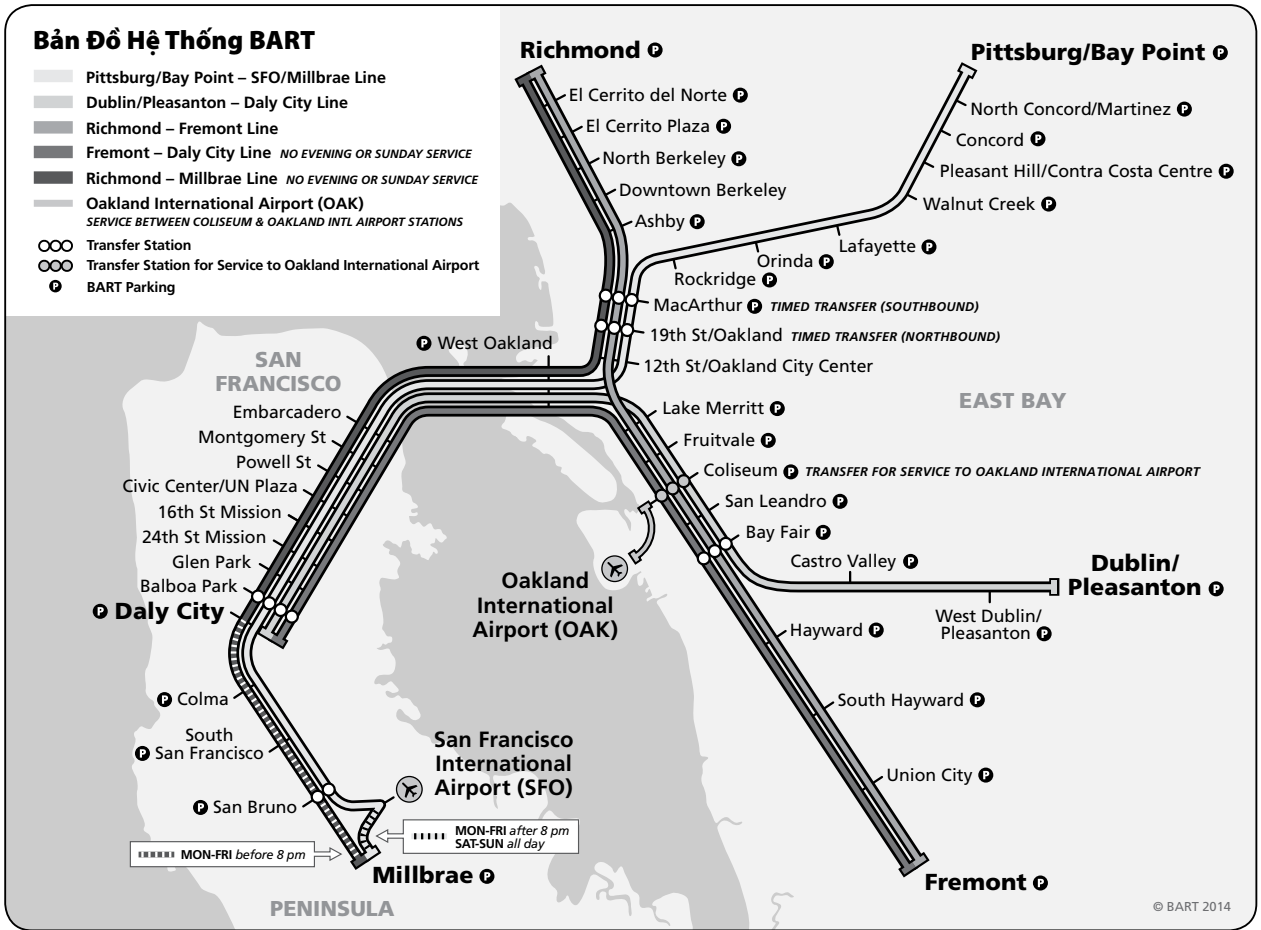 Bản Đồ Hệ Thống BART
Pittsburg/Bay Point – SFO/Millbrae Line
Dublin/Pleasanton – Daly City Line
Richmond – Fremont Line
Fremont – Daly City Line NO EVENING OR SUNDAY SERVICE
Richmond – Millbrae Line NO EVENING OR SUNDAY SERVICE
Oakland International Airport (OAK)
SERVICE BETWEEN COLISEUM & OAKLAND INTL AIRPORT STATIONS
Transfer Station
Transfer Station for Service to Oakland International Airport
P BART Parking
Richmond P
El Cerrito del Norte P
El Cerrito Plaza P
North Berkeley P
Downtown Berkeley
Ashby P
Pittsburg/Bay Point P
North Concord/Martinez P
Concord P
Pleasant Hill/Contra Costa Centre P
Walnut Creek P
Lafayette P
Orinda P
Rockridge P
MacArthur P TIMED TRANSFER (SOUTHBOUND)
19th St/Oakland TIMED TRANSFER (NORTHBOUND)
12th St/Oakland City Center
P West Oakland
SAN
FRANCISCO
EAST BAY
Embarcadero
Montgomery St
Powell St
Civic Center/UN Plaza
16th St Mission
24th St Mission
Glen Park
Balboa Park
P Daly City
Lake Merritt P
Fruitvale P
Coliseum P TRANSFER FOR SERVICE TO OAKLAND INTERNATIONAL AIRPORT
San Leandro P
Bay Fair P
Castro Valley P
Dublin/
Pleasanton P
West Dublin/
Pleasanton P
Oakland
International
Airport (OAK)
Hayward P
South Hayward P
Union City P
Fremont P
P Colma
South
P San Francisco
P San Bruno
San Francisco
International
Airport (SFO)
MON-FRI after 8 pm
SAT-SUN all day
MON-FRI before 8 pm
Millbrae P
PENINSULA
© BART 2014